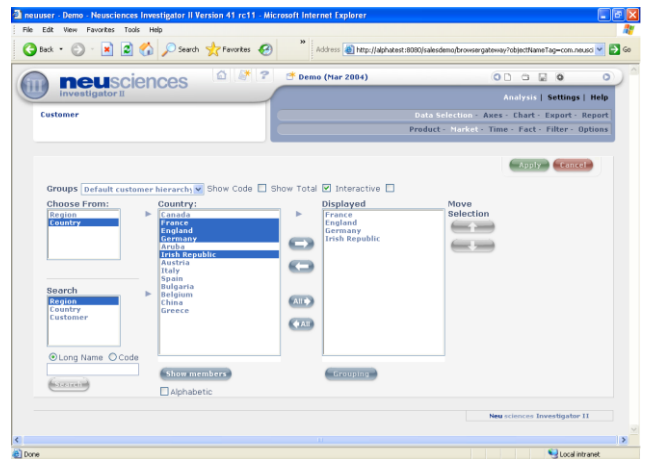 neuuser - Demo - Neusciences Investigator II Version 41 rc11 - Microsoft Internet Explorer
File Edit View Favorites Tools Help
Back Search Favorites » Address http://alphatest:8080/salesdemo/browsergateway?objectNameTag=com.neusci Go
neusciences
investigator II
? Demo (Mar 2004)
Analysis | Settings | Help
Customer
Data Selection - Axes - Chart - Export - Report
Product - Market - Time - Fact - Filter - Options
Apply Cancel
Groups Default customer hierarchy Show Code Show Total Interactive
Choose From: Country: Displayed Move Selection
Region
Country
Canada
France
England
Germany
Aruba
Irish Republic
Austria
Italy
Spain
Bulgaria
Belgium
China
Greece
France
England
Germany
Irish Republic
All
All
Search
Region
Country
Customer
Long Name Code
Search
Show members
Alphabetic
Grouping
Neusciences Investigator II
Done Local intranet